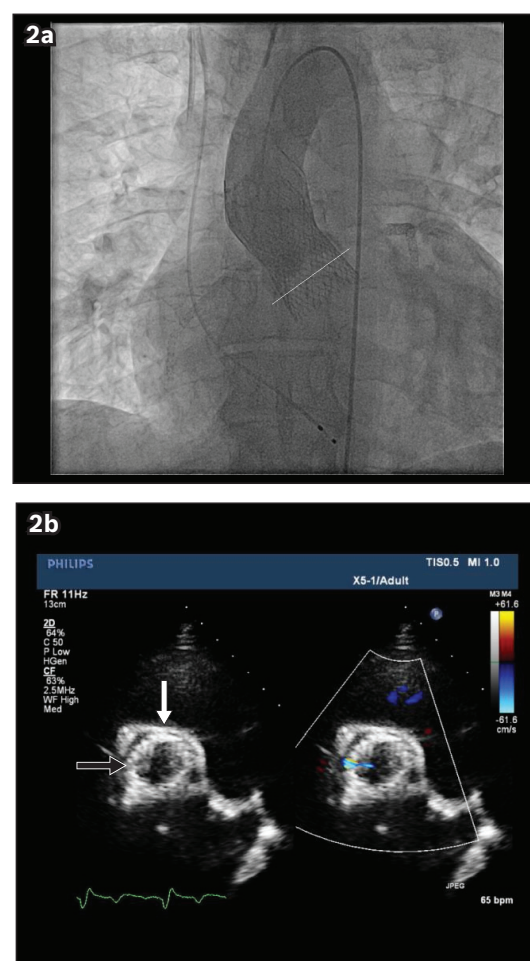 2a
2b
PHILIPS
TIS0.5 MI 1.0
X5-1/Adult
FR 11Hz
13cm
2D
64%
C 50
P Low
HGen
CF
63%
2.5MHz
WF High
Med
M3 M4
+61.6
-61.6
cm/s
JPEG
65 bpm